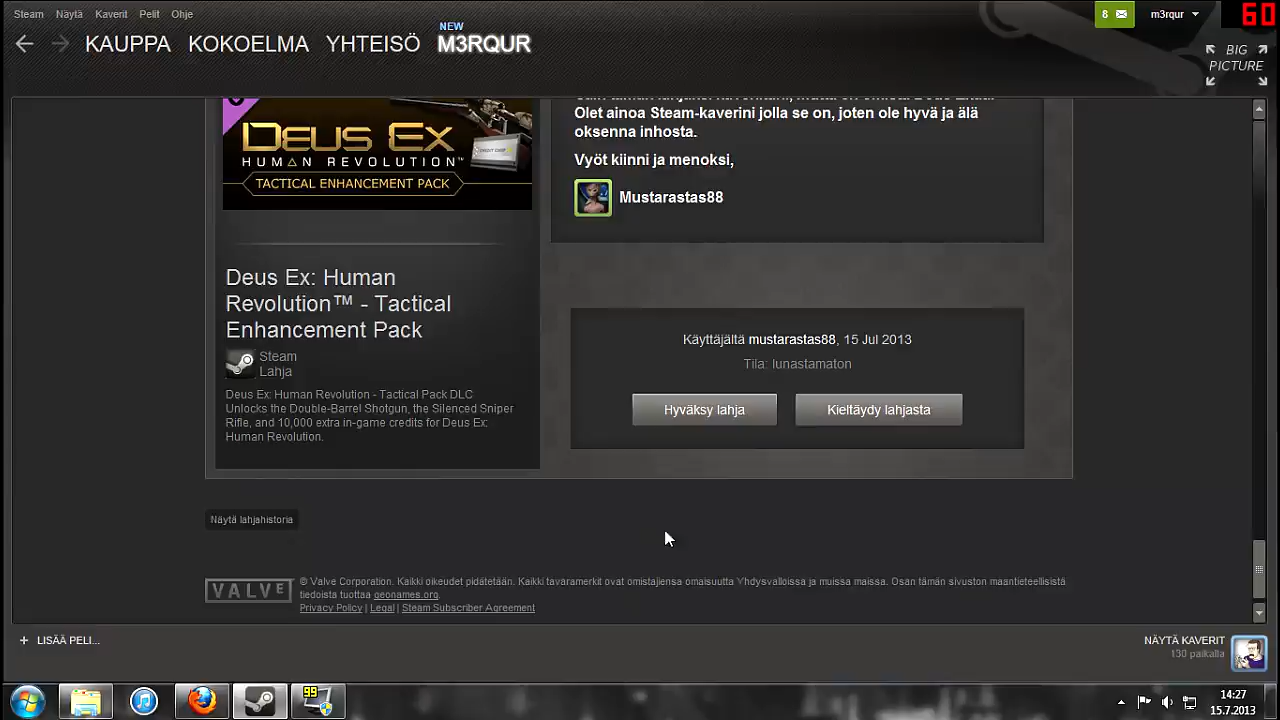 Steam Näytä Kaverit Pelit Ohje
8
m3rqur
60
NEW
KAUPPA KOKOELMA YHTEISÖ M3RQUR
BIG
PICTURE
DEUS EX
HUMAN REVOLUTION™
TACTICAL ENHANCEMENT PACK
Olet ainoa Steam-kaverini jolla se on, joten ole hyvä ja älä
oksenna inhosta.
Vyöt kiinni ja menoksi,
Mustarastas88
Deus Ex: Human
Revolution™ - Tactical
Enhancement Pack
Steam
Lahja
Deus Ex: Human Revolution - Tactical Pack DLC
Unlocks the Double-Barrel Shotgun, the Silenced Sniper
Rifle, and 10,000 extra in-game credits for Deus Ex:
Human Revolution.
Käyttäjältä mustarastas88, 15 Jul 2013
Tila: lunastamaton
Hyväksy lahja
Kieltäydy lahjasta
Näytä lahjahistoria
VALVE
© Valve Corporation. Kaikki oikeudet pidätetään. Kaikki tavaramerkit ovat omistajiensa omaisuutta Yhdysvalloissa ja muissa maissa. Osan tämän sivuston maantieteellisistä
tiedoista tuottaa geonames.org.
Privacy Policy | Legal | Steam Subscriber Agreement
+ LISÄÄ PELI...
NÄYTÄ KAVERIT
130 paikalla
99
14:27
15.7.2013